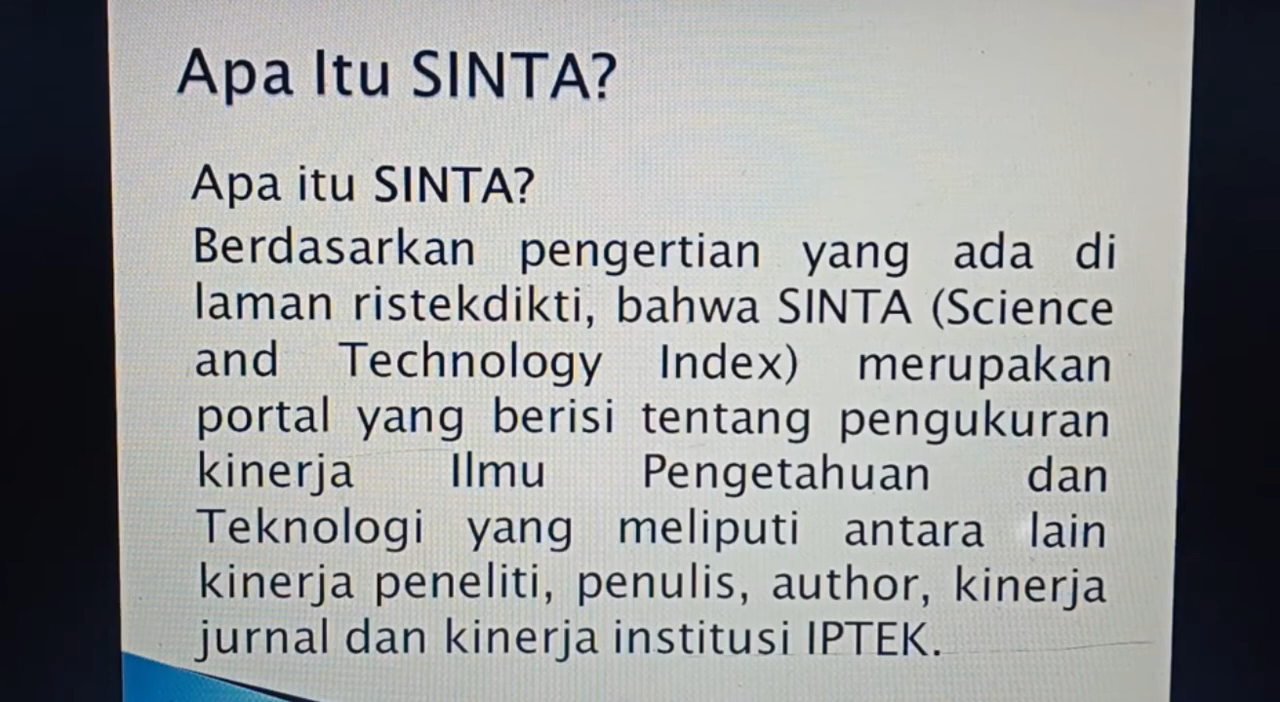 Apa Itu SINTA?
Apa itu SINTA?
Berdasarkan pengertian yang ada di
laman ristekdikti, bahwa SINTA (Science
and Technology Index) merupakan
portal yang berisi tentang pengukuran
kinerja Ilmu Pengetahuan dan
Teknologi yang meliputi antara lain
kinerja peneliti, penulis, author, kinerja
jurnal dan kinerja institusi IPTEK.